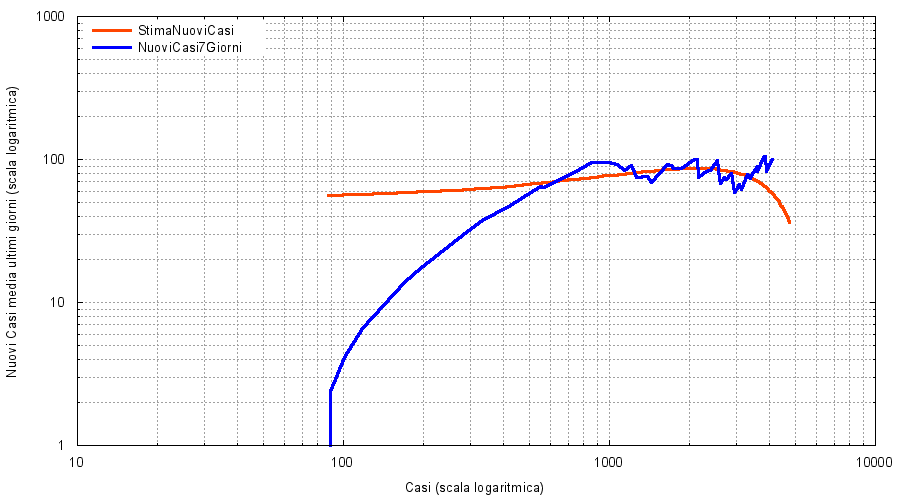 1000
StimaNuoviCasi
NuoviCasi7Giorni
100
10
1
10
100
1000
10000
Nuovi Casi media ultimi giorni (scala logaritmica)
Casi (scala logaritmica)